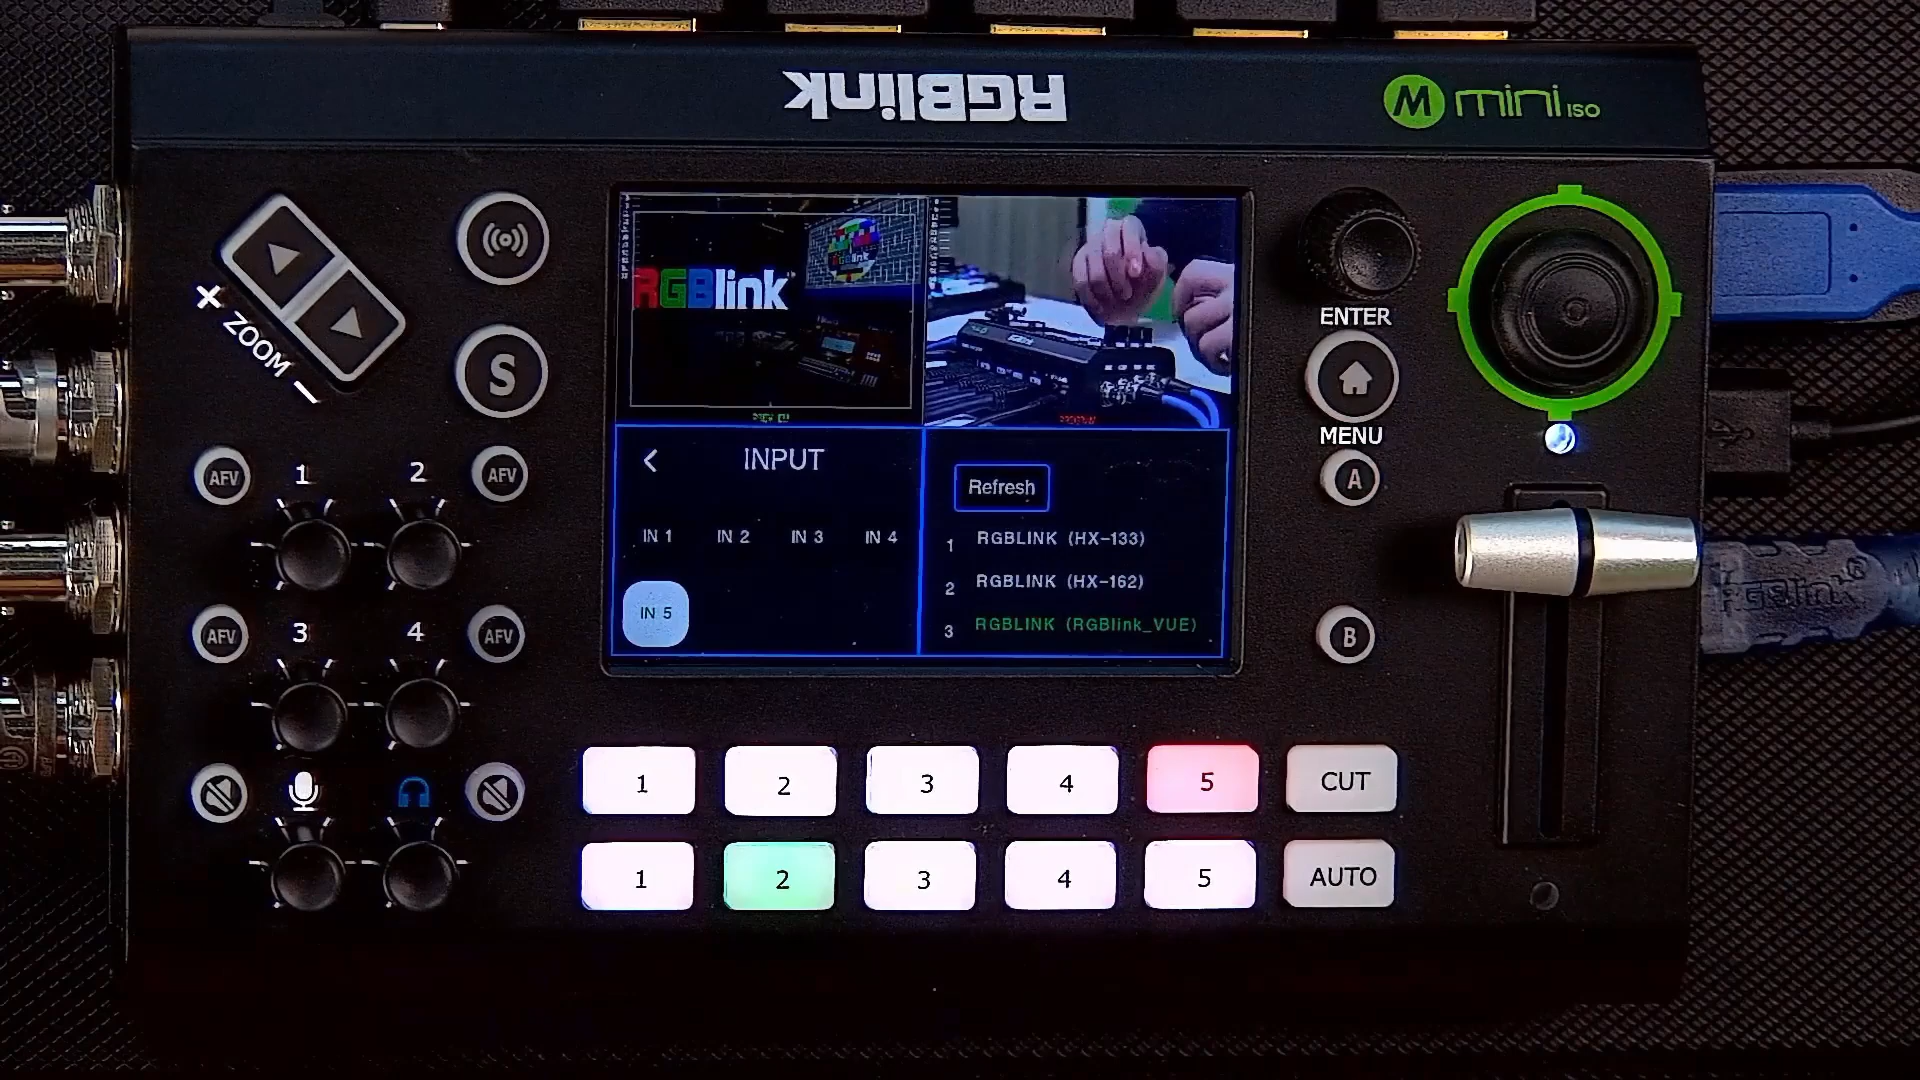 RGBlink
M mini ISO
ZOOM
S
RGBlink
PROGRAM
ENTER
MENU
INPUT
Refresh
IN 1 IN 2 IN 3 IN 4
IN 5
1 RGBLINK (HX-133)
2 RGBLINK (HX-162)
3 RGBLINK (RGBlink_VUE)
A
B
AFV 1 2 AFV
AFV 3 4 AFV
1 2 3 4 5 CUT
1 2 3 4 5 AUTO
RGBlink®